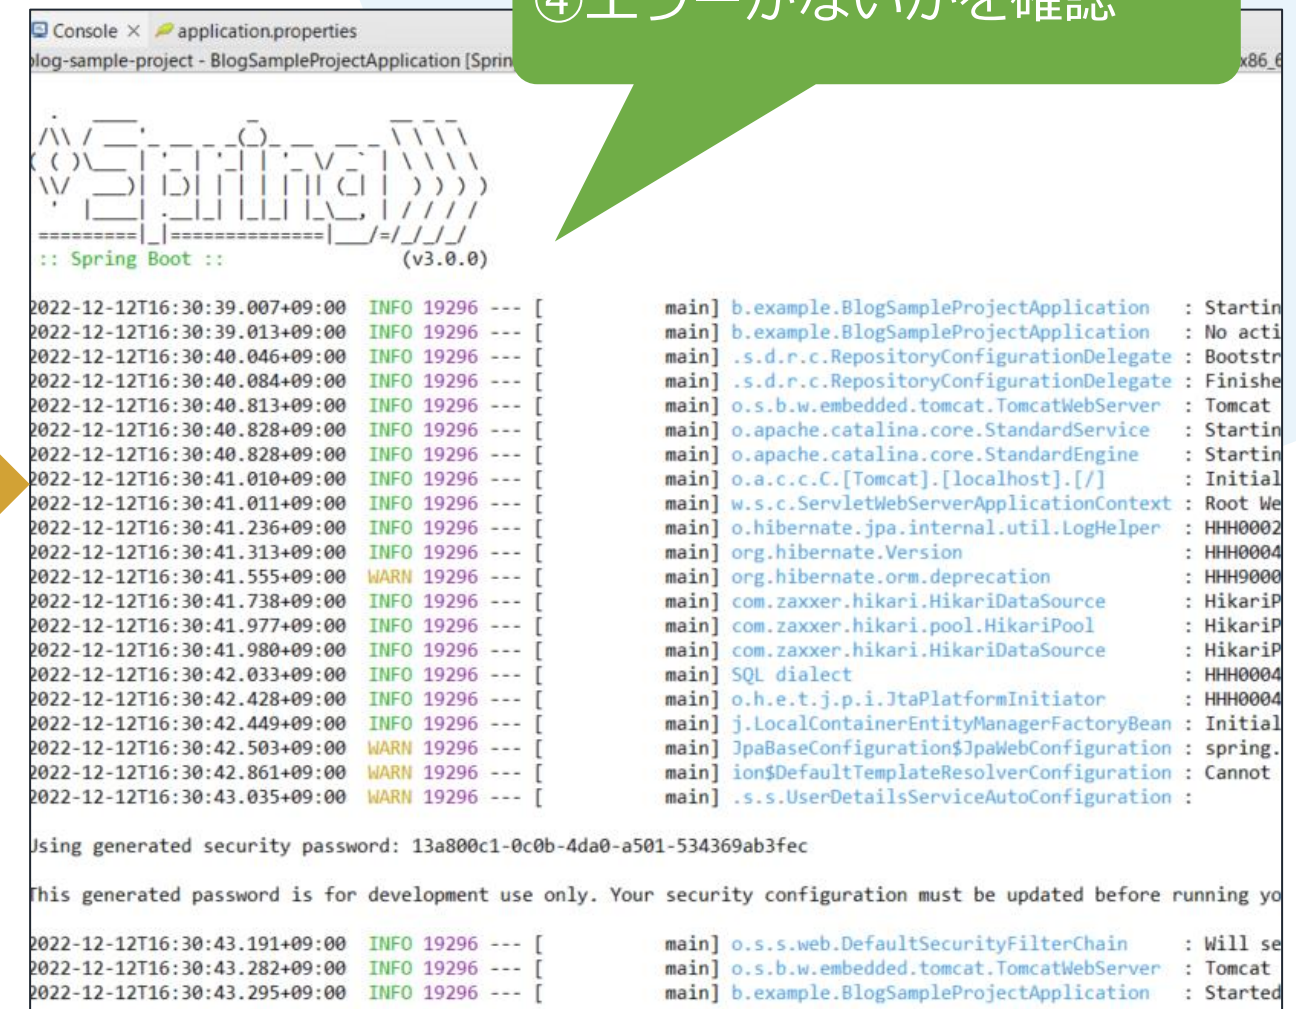 ④エラーがないかを確認
Console × application.properties
blog-sample-project - BlogSampleProjectApplication [Sprin x86_6
Spring
:: Spring Boot :: (v3.0.0)
2022-12-12T16:30:39.007+09:00 INFO 19296 --- [ main] b.example.BlogSampleProjectApplication : Startin
2022-12-12T16:30:39.013+09:00 INFO 19296 --- [ main] b.example.BlogSampleProjectApplication : No acti
2022-12-12T16:30:40.046+09:00 INFO 19296 --- [ main] .s.d.r.c.RepositoryConfigurationDelegate : Bootstr
2022-12-12T16:30:40.084+09:00 INFO 19296 --- [ main] .s.d.r.c.RepositoryConfigurationDelegate : Finishe
2022-12-12T16:30:40.813+09:00 INFO 19296 --- [ main] o.s.b.w.embedded.tomcat.TomcatWebServer : Tomcat
2022-12-12T16:30:40.828+09:00 INFO 19296 --- [ main] o.apache.catalina.core.StandardService : Startin
2022-12-12T16:30:40.828+09:00 INFO 19296 --- [ main] o.apache.catalina.core.StandardEngine : Startin
2022-12-12T16:30:41.010+09:00 INFO 19296 --- [ main] o.a.c.c.C.[Tomcat].[localhost].[/] : Initial
2022-12-12T16:30:41.011+09:00 INFO 19296 --- [ main] w.s.c.ServletWebServerApplicationContext : Root We
2022-12-12T16:30:41.236+09:00 INFO 19296 --- [ main] o.hibernate.jpa.internal.util.LogHelper : HHH0002
2022-12-12T16:30:41.313+09:00 INFO 19296 --- [ main] org.hibernate.Version : HHH0004
2022-12-12T16:30:41.555+09:00 WARN 19296 --- [ main] org.hibernate.orm.deprecation : HHH9000
2022-12-12T16:30:41.738+09:00 INFO 19296 --- [ main] com.zaxxer.hikari.HikariDataSource : HikariP
2022-12-12T16:30:41.977+09:00 INFO 19296 --- [ main] com.zaxxer.hikari.pool.HikariPool : HikariP
2022-12-12T16:30:41.980+09:00 INFO 19296 --- [ main] com.zaxxer.hikari.HikariDataSource : HikariP
2022-12-12T16:30:42.033+09:00 INFO 19296 --- [ main] SQL dialect : HHH0004
2022-12-12T16:30:42.428+09:00 INFO 19296 --- [ main] o.h.e.t.j.p.i.JtaPlatformInitiator : HHH0004
2022-12-12T16:30:42.449+09:00 INFO 19296 --- [ main] j.LocalContainerEntityManagerFactoryBean : Initial
2022-12-12T16:30:42.503+09:00 WARN 19296 --- [ main] JpaBaseConfiguration$JpaWebConfiguration : spring.
2022-12-12T16:30:42.861+09:00 WARN 19296 --- [ main] ion$DefaultTemplateResolverConfiguration : Cannot
2022-12-12T16:30:43.035+09:00 WARN 19296 --- [ main] .s.s.UserDetailsServiceAutoConfiguration :
Using generated security password: 13a800c1-0c0b-4da0-a501-534369ab3fec
This generated password is for development use only. Your security configuration must be updated before running yo
2022-12-12T16:30:43.191+09:00 INFO 19296 --- [ main] o.s.s.web.DefaultSecurityFilterChain : Will se
2022-12-12T16:30:43.282+09:00 INFO 19296 --- [ main] o.s.b.w.embedded.tomcat.TomcatWebServer : Tomcat
2022-12-12T16:30:43.295+09:00 INFO 19296 --- [ main] b.example.BlogSampleProjectApplication : Started